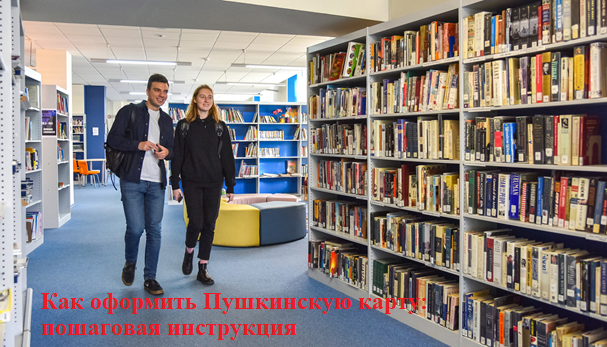 Как оформить Пушкинскую карту:
пошаговая инструкция